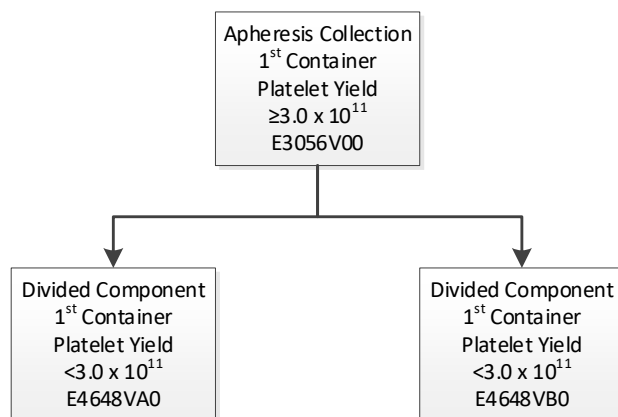 Apheresis Collection
1st Container
Platelet Yield
≥3.0 x 10¹¹
E3056V00
Divided Component
1st Container
Platelet Yield
<3.0 x 10¹¹
E4648VA0
Divided Component
1st Container
Platelet Yield
<3.0 x 10¹¹
E4648VB0